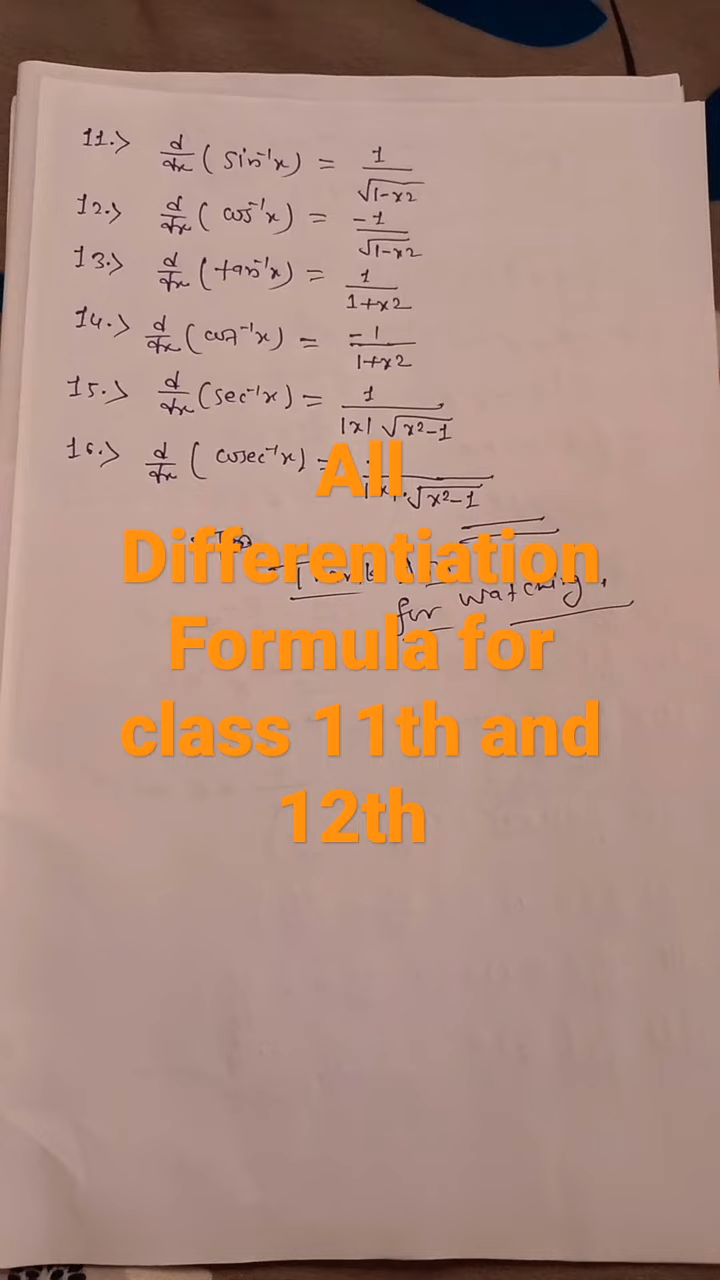 11.> d/dx (sin⁻¹x) = 1/√1-x2
12.> d/dx (cos⁻¹x) = -1/√1-x2
13.> d/dx (tan⁻¹x) = 1/1+x2
14.> d/dx (cot⁻¹x) = -1/1+x2
15.> d/dx (sec⁻¹x) = 1/|x| √x2-1
16.> d/dx (cosec⁻¹x) = /|x|.√x2-1
for watching.
All
Differentiation
Formula for
class 11th and
12th